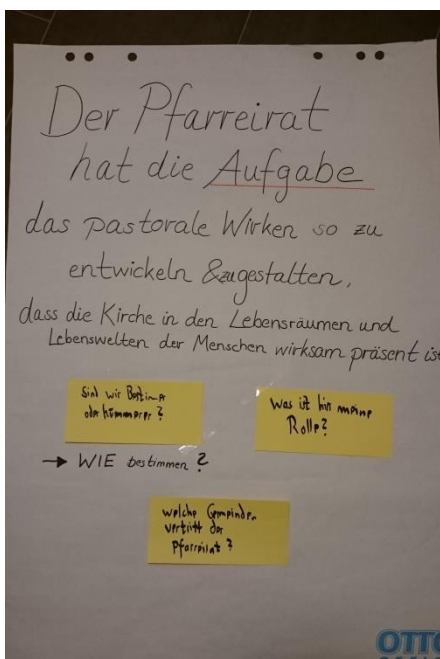 Der Pfarreirat
hat die Aufgabe
das pastorale Wirken so zu
entwickeln & zugestalten,
dass die Kirche in den Lebensräumen und
Lebenswelten der Menschen wirksam präsent ist
Sind wir Bestimmer
oder Kümmerer?
Was ist hier meine
Rolle?
→ WIE bestimmen?
welche Gemeinden
vertritt der
Pfarreirat?
OTTO